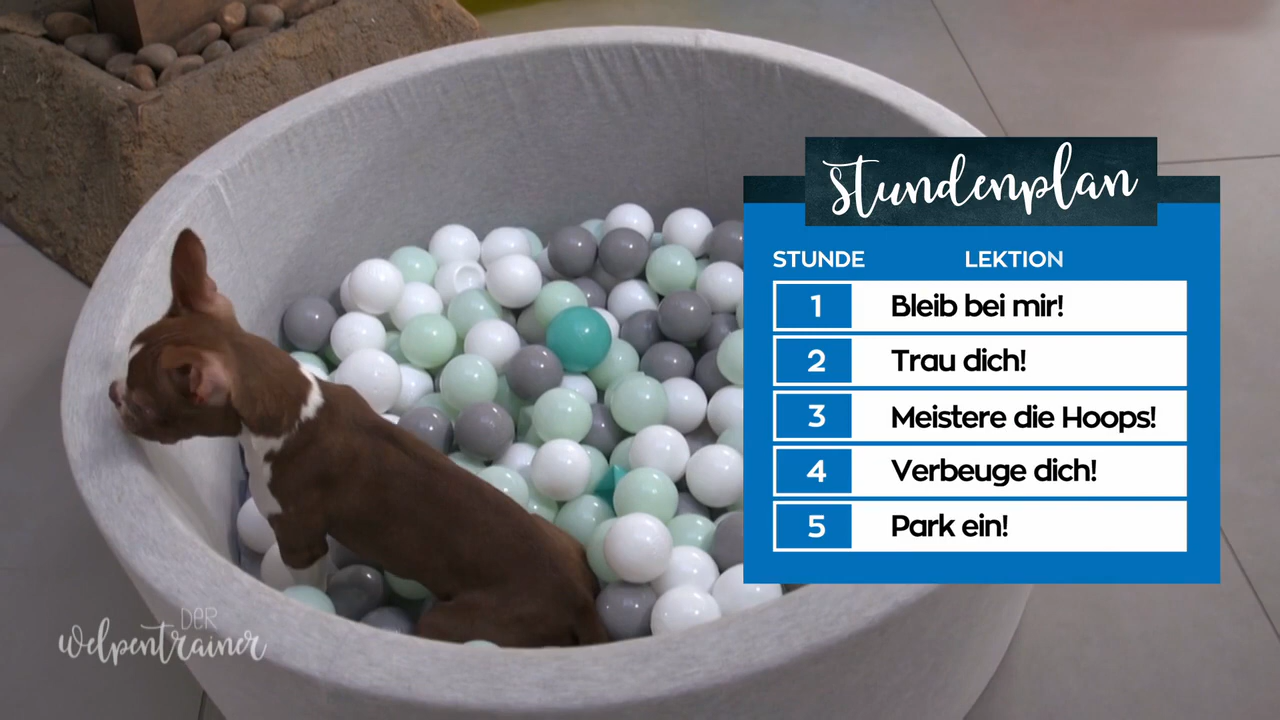 Stundenplan
STUNDE LEKTION
1 Bleib bei mir!
2 Trau dich!
3 Meistere die Hoops!
4 Verbeuge dich!
5 Park ein!
DER
welpentrainer